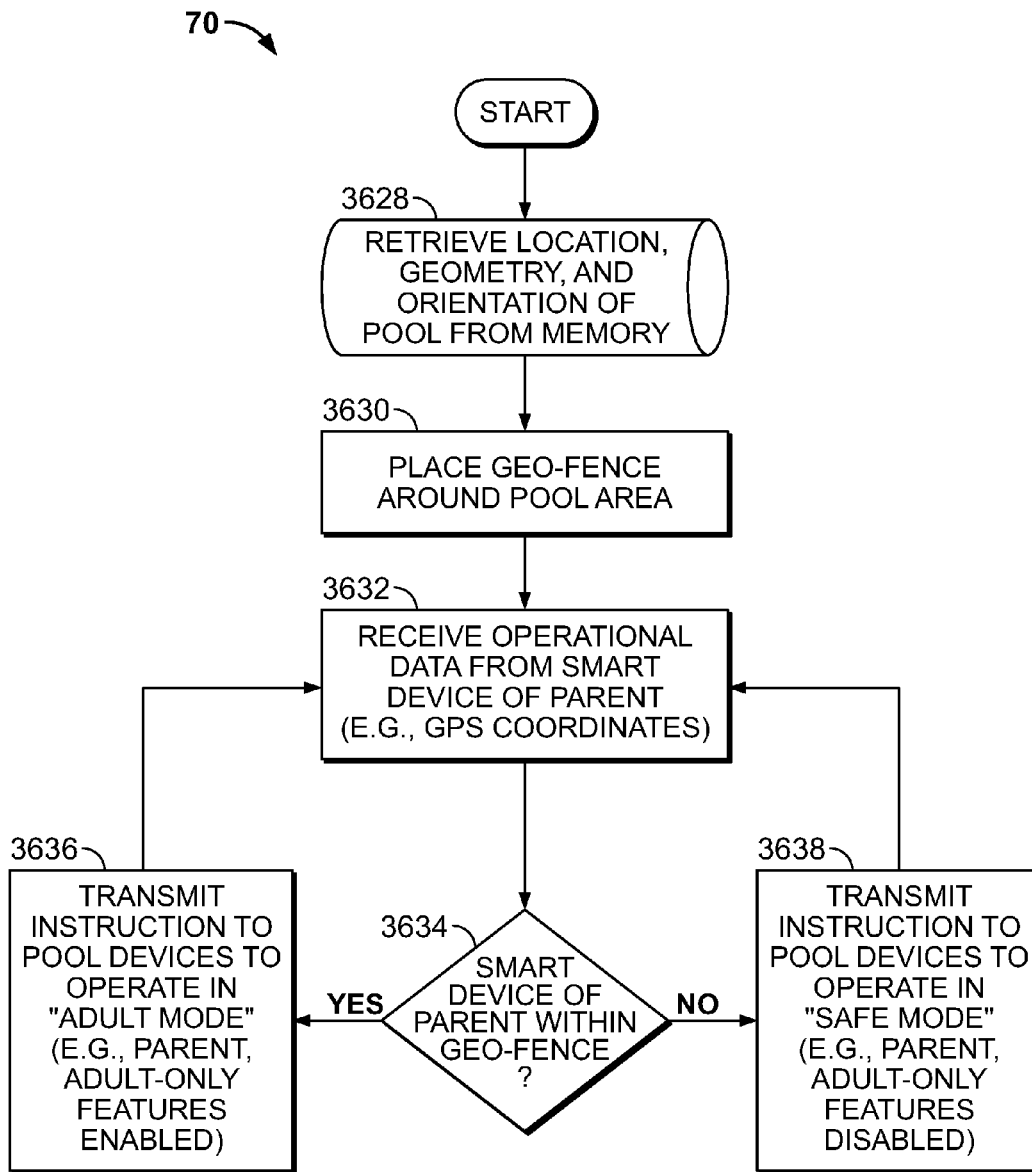 70
START
3628
RETRIEVE LOCATION,
GEOMETRY, AND
ORIENTATION OF
POOL FROM MEMORY
3630
PLACE GEO-FENCE
AROUND POOL AREA
3632
RECEIVE OPERATIONAL
DATA FROM SMART
DEVICE OF PARENT
(E.G., GPS COORDINATES)
3634
SMART
DEVICE OF
PARENT WITHIN
GEO-FENCE
?
YES
NO
3636
TRANSMIT
INSTRUCTION TO
POOL DEVICES TO
OPERATE IN
"ADULT MODE"
(E.G., PARENT,
ADULT-ONLY
FEATURES
ENABLED)
3638
TRANSMIT
INSTRUCTION TO
POOL DEVICES TO
OPERATE IN
"SAFE MODE"
(E.G., PARENT,
ADULT-ONLY
FEATURES
DISABLED)